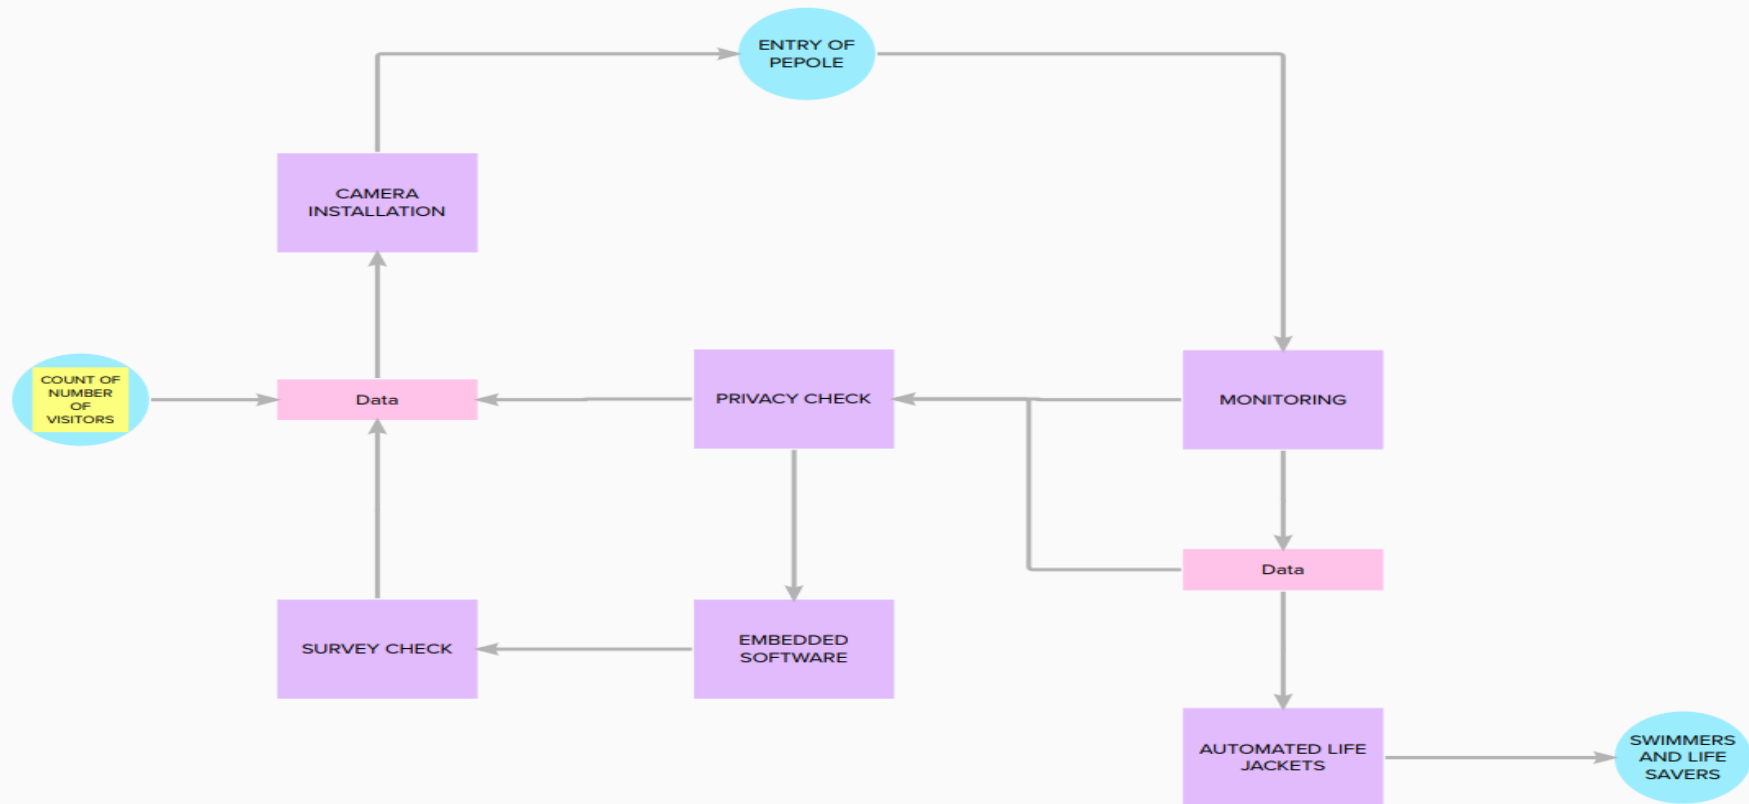 ENTRY OF
PEPOLE
CAMERA
INSTALLATION
COUNT OF
NUMBER
OF
VISITORS
Data
PRIVACY CHECK
MONITORING
Data
SURVEY CHECK
EMBEDDED
SOFTWARE
AUTOMATED LIFE
JACKETS
SWIMMERS
AND LIFE
SAVERS